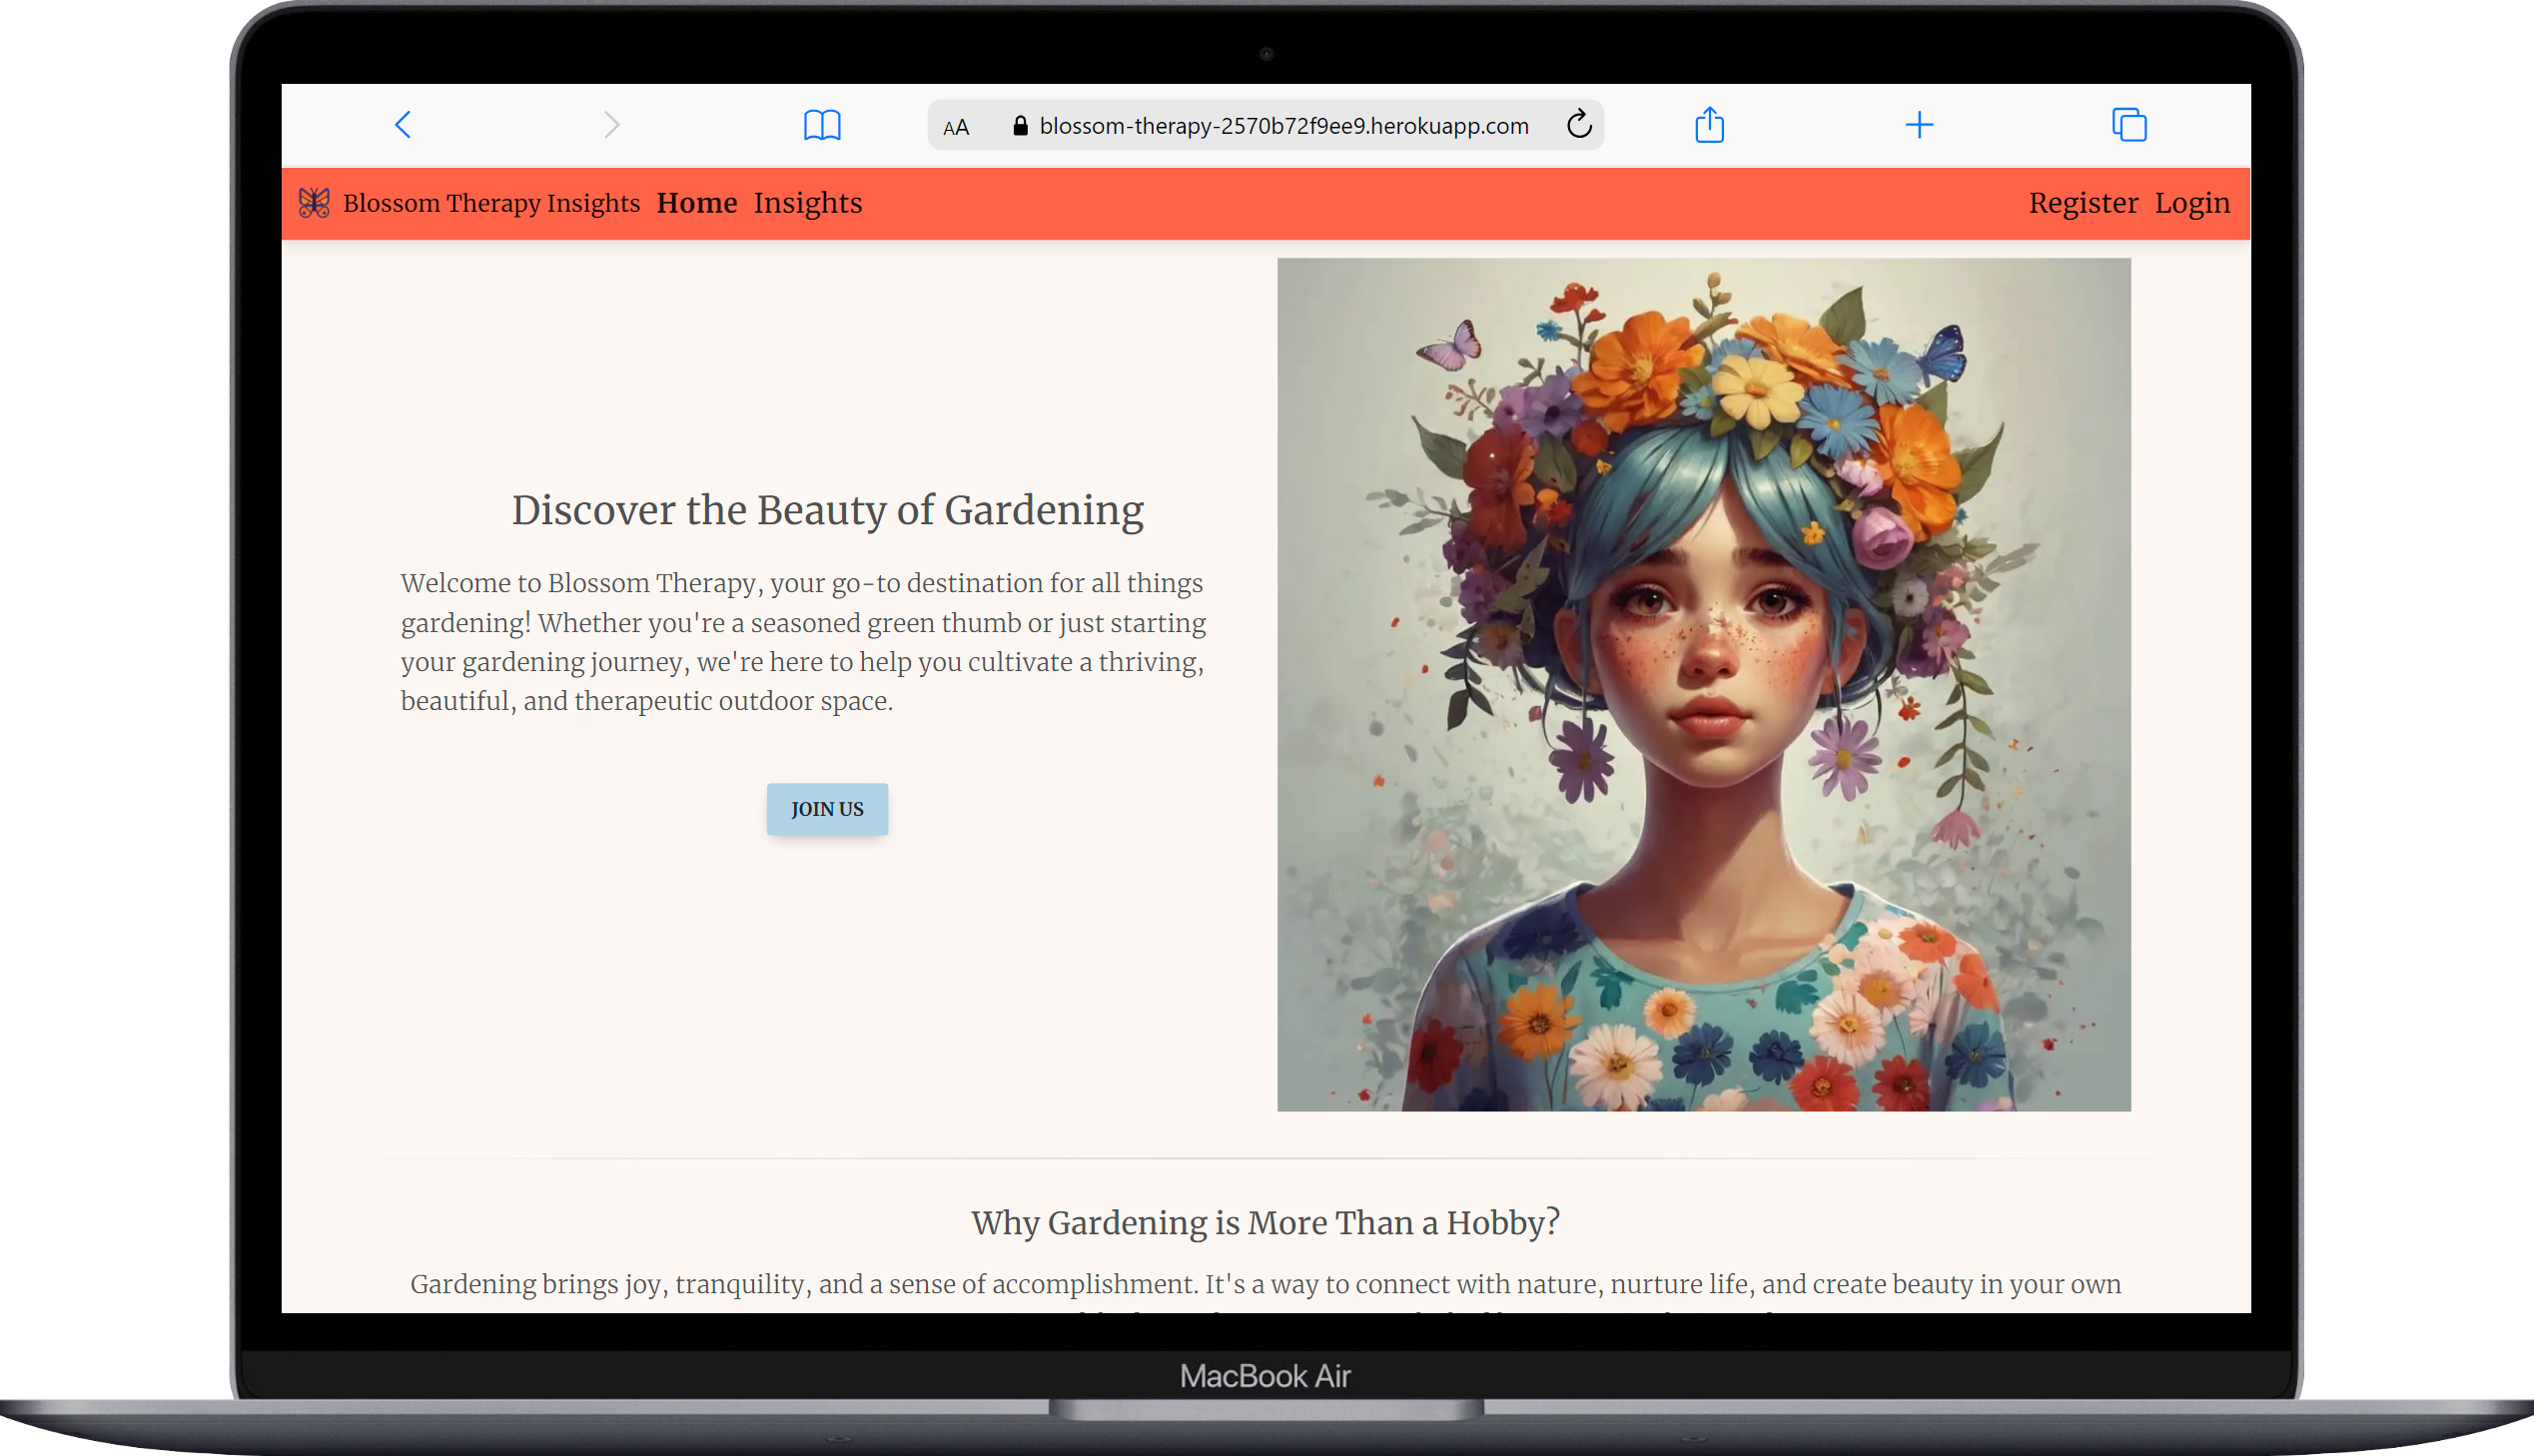 AA blossom-therapy-2570b72f9ee9.herokuapp.com
Blossom Therapy Insights Home Insights Register Login
Discover the Beauty of Gardening
Welcome to Blossom Therapy, your go-to destination for all things
gardening! Whether you're a seasoned green thumb or just starting
your gardening journey, we're here to help you cultivate a thriving,
beautiful, and therapeutic outdoor space.
JOIN US
Why Gardening is More Than a Hobby?
Gardening brings joy, tranquility, and a sense of accomplishment. It's a way to connect with nature, nurture life, and create beauty in your own
MacBook Air